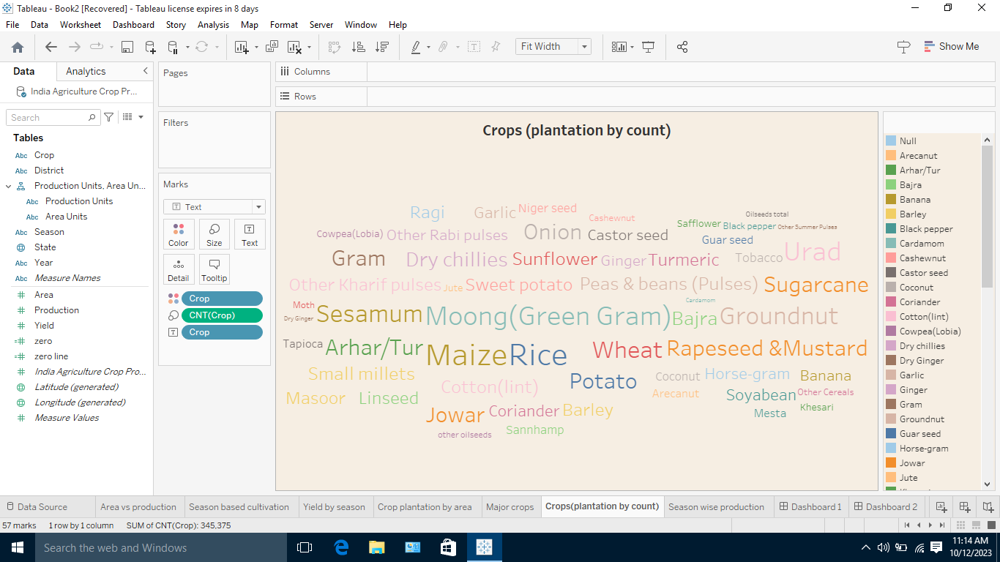 Tableau - Book2 [Recovered] - Tableau license expires in 8 days
File Data Worksheet Dashboard Story Analysis Map Format Server Window Help
Fit Width
Show Me
Data Analytics
India Agriculture Crop Pr...
Search
Tables
Abc Crop
Abc District
Production Units, Area Un...
Abc Production Units
Abc Area Units
Abc Season
State
Abc Year
Abc Measure Names
Area
Production
Yield
zero
zero line
India Agriculture Crop Pro...
Latitude (generated)
Longitude (generated)
Measure Values
Pages
Filters
Marks
Text
Color Size Text
Detail Tooltip
Crop
CNT(Crop)
Crop
Columns
Rows
Crops (plantation by count)
Ragi Garlic Niger seed Cashewnut Oilseeds total
Cowpea(Lobia) Other Rabi pulses Onion Castor seed Safflower Black pepper Other Summer Pulses
Guar seed
Gram Dry chillies Sunflower Ginger Turmeric Tobacco Urad
Other Kharif pulses Jute Sweet potato Peas & beans (Pulses) Sugarcane
Moth Cardamom
Dry Ginger Sesamum Moong(Green Gram) Bajra Groundnut
Tapioca Arhar/Tur Maize Rice Wheat Rapeseed &Mustard
Small millets Cotton(lint) Potato Coconut Horse-gram Banana
Masoor Linseed Arecanut Soyabean Other Cereals
Jowar Coriander Barley Mesta Khesari
other oilseeds Sannhamp
Null
Arecanut
Arhar/Tur
Bajra
Banana
Barley
Black pepper
Cardamom
Cashewnut
Castor seed
Coconut
Coriander
Cotton(lint)
Cowpea(Lobia)
Dry chillies
Dry Ginger
Garlic
Ginger
Gram
Groundnut
Guar seed
Horse-gram
Jowar
Jute
Data Source Area vs production Season based cultivation Yield by season Crop plantation by area Major crops Crops(plantation by count) Season wise production Dashboard 1 Dashboard 2
57 marks 1 row by 1 column SUM of CNT(Crop): 345,375
Search the web and Windows
11:14 AM
10/12/2023